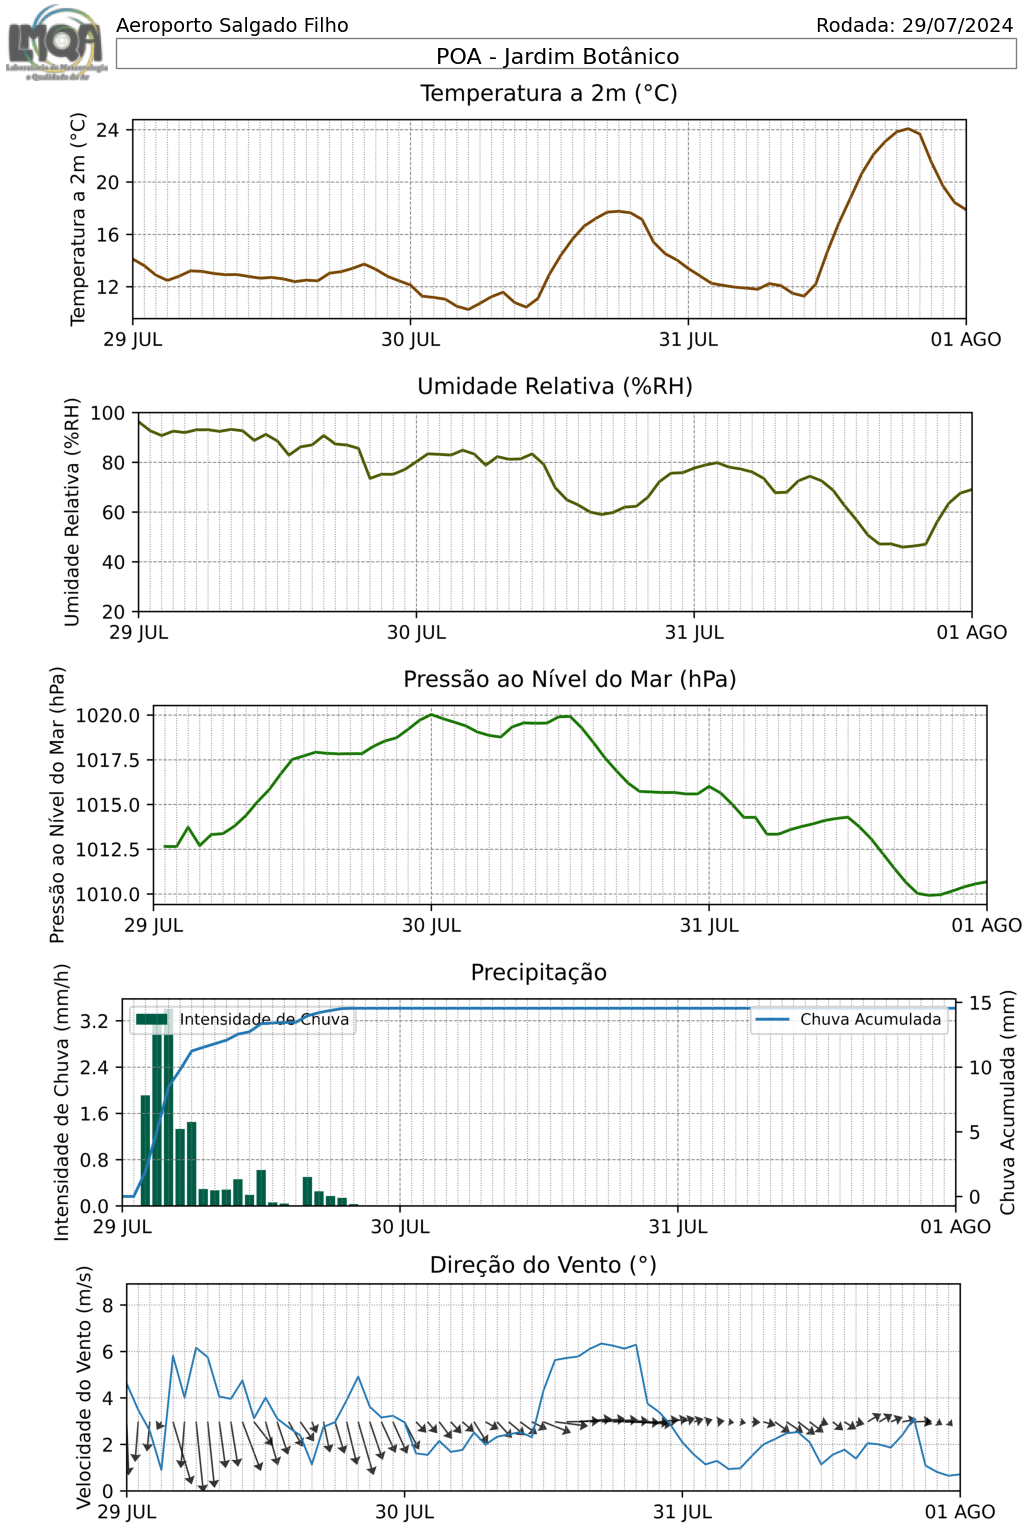 LMQA
Laboratório de Meteorologia
e Qualidade do Ar
Aeroporto Salgado Filho
Rodada: 29/07/2024
POA - Jardim Botânico
Temperatura a 2m (°C)
Temperatura a 2m (°C)
24
20
16
12
29 JUL
30 JUL
31 JUL
01 AGO
Umidade Relativa (%RH)
Umidade Relativa (%RH)
100
80
60
40
20
29 JUL
30 JUL
31 JUL
01 AGO
Pressão ao Nível do Mar (hPa)
Pressão ao Nível do Mar (hPa)
1020.0
1017.5
1015.0
1012.5
1010.0
29 JUL
30 JUL
31 JUL
01 AGO
Precipitação
Intensidade de Chuva (mm/h)
3.2
2.4
1.6
0.8
0.0
Intensidade de Chuva
Chuva Acumulada
15
10
5
0
Chuva Acumulada (mm)
29 JUL
30 JUL
31 JUL
01 AGO
Direção do Vento (°)
Velocidade do Vento (m/s)
8
6
4
2
0
29 JUL
30 JUL
31 JUL
01 AGO